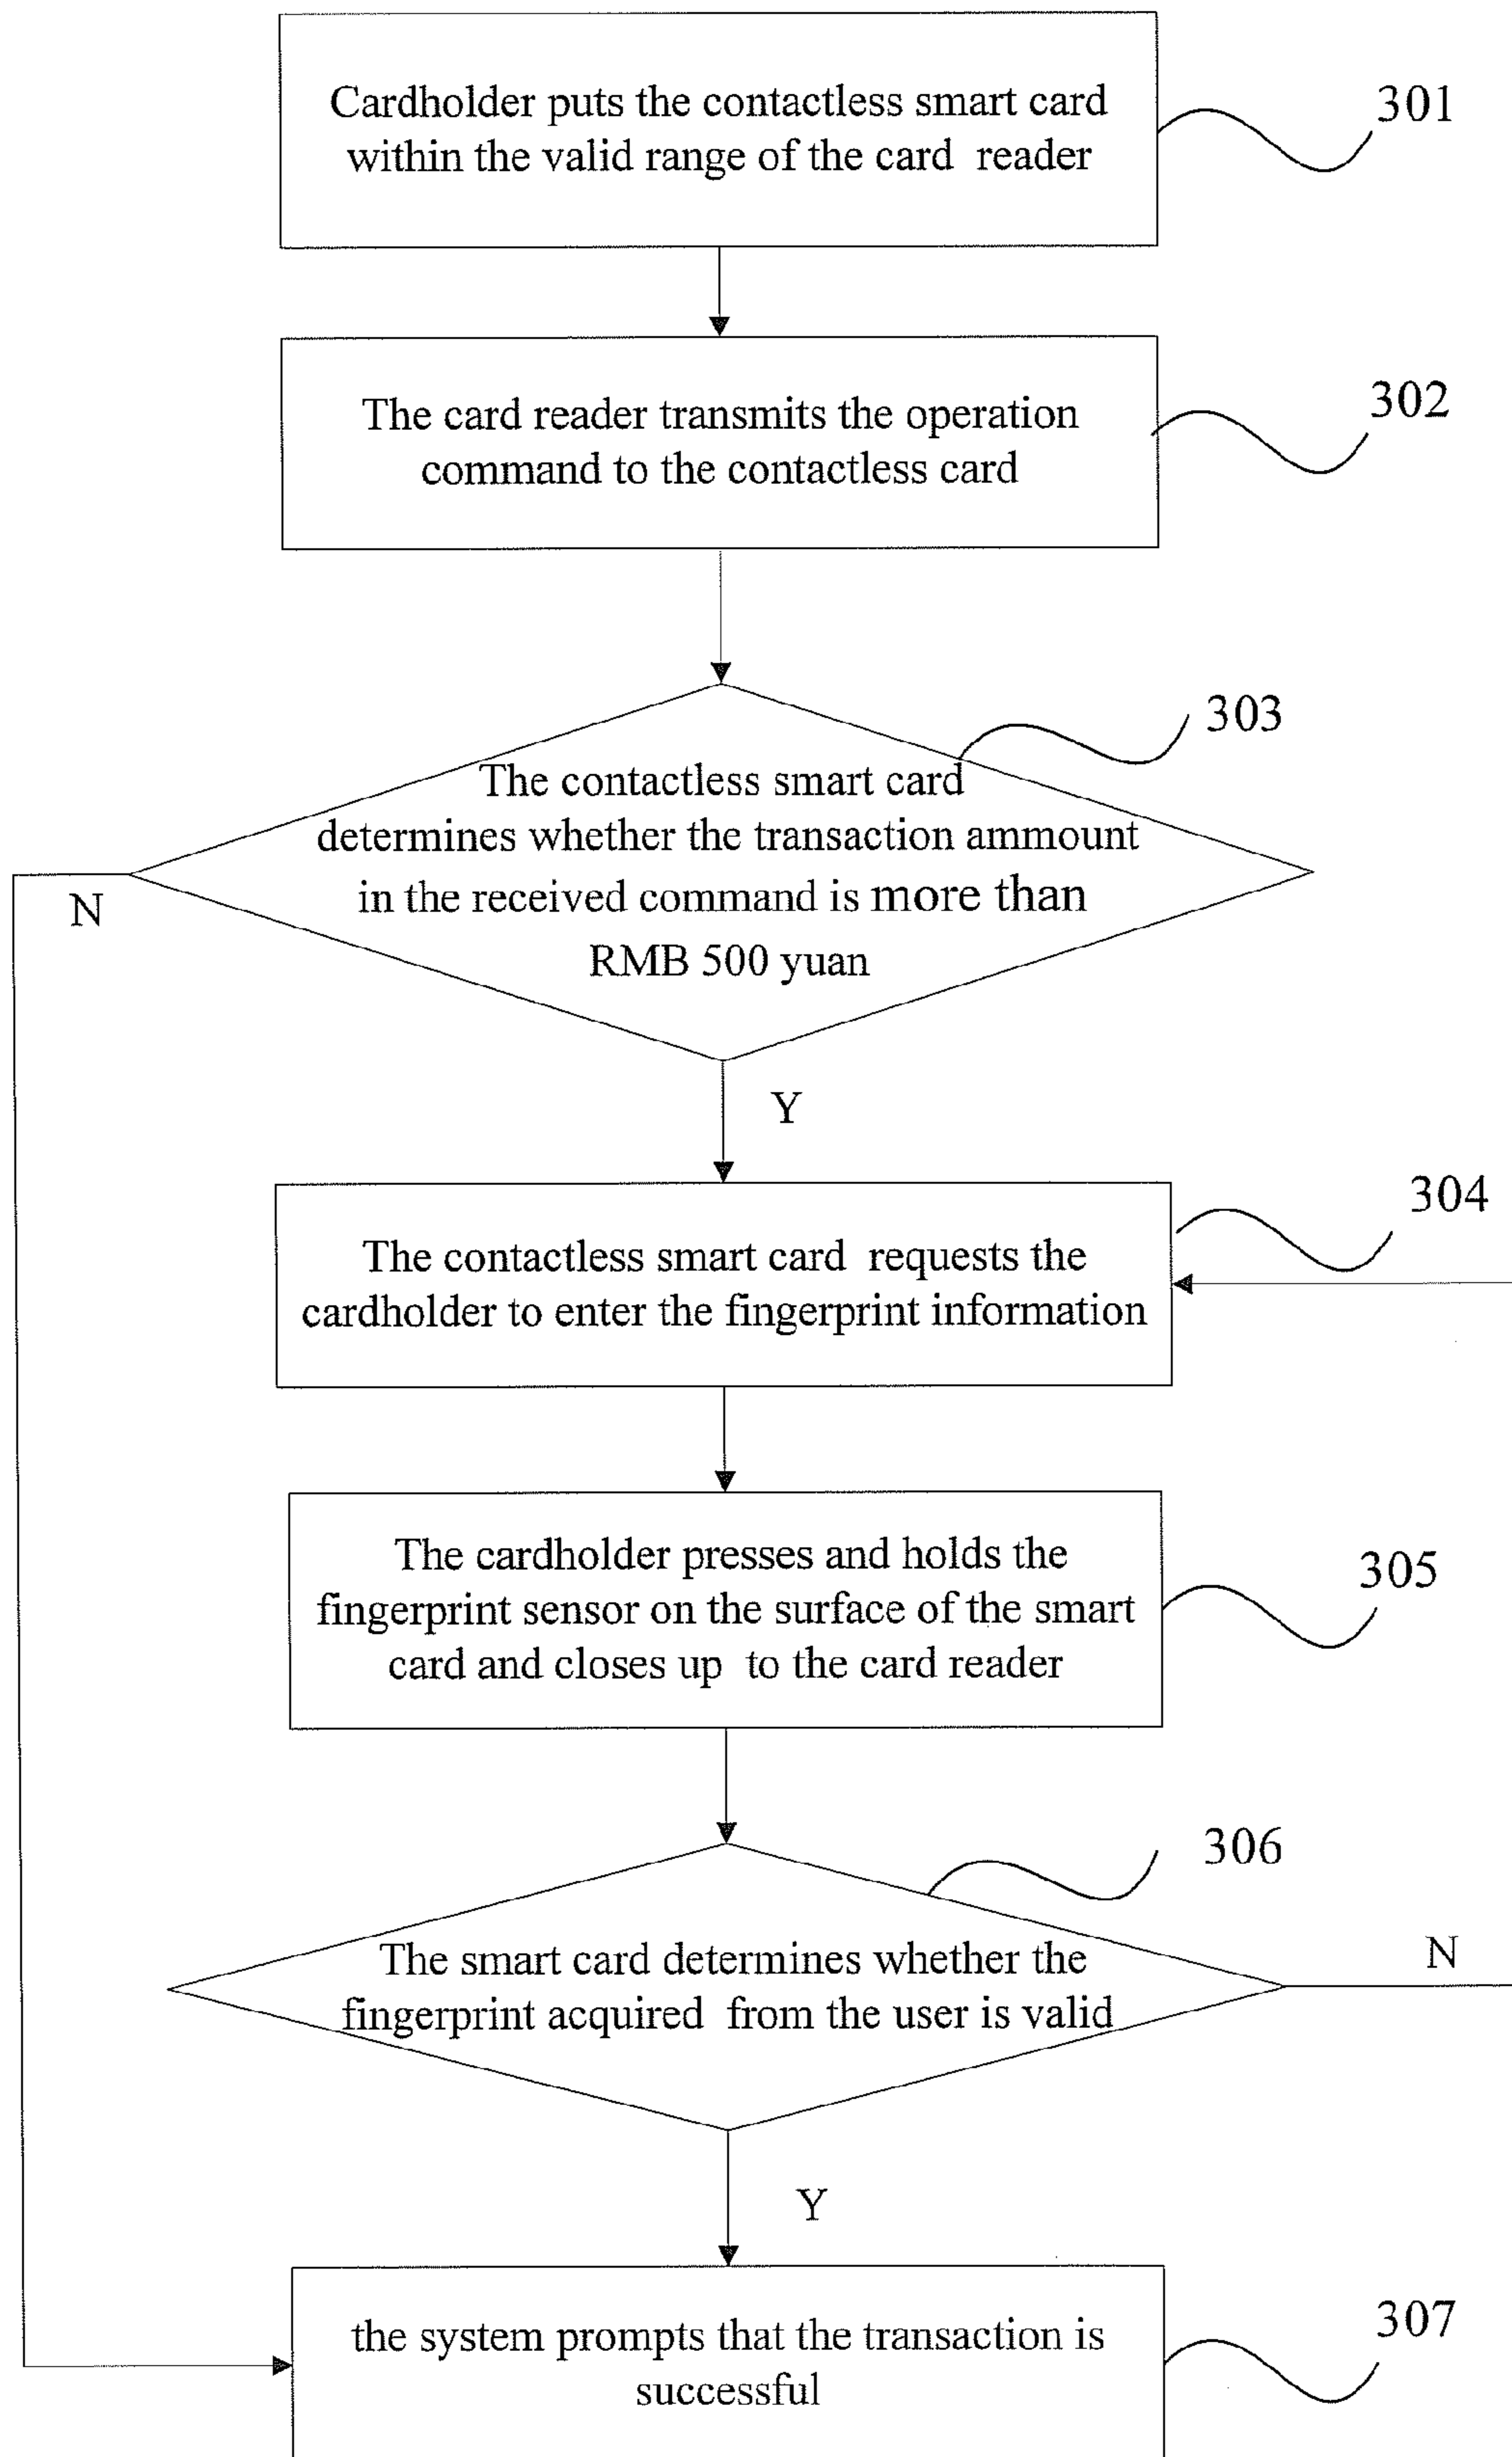 Cardholder puts the contactless smart card
within the valid range of the card reader
301
The card reader transmits the operation
command to the contactless card
302
303
The contactless smart card
determines whether the transaction ammount
in the received command is more than
RMB 500 yuan
N
Y
304
The contactless smart card requests the
cardholder to enter the fingerprint information
The cardholder presses and holds the
fingerprint sensor on the surface of the smart
card and closes up to the card reader
305
306
The smart card determines whether the
fingerprint acquired from the user is valid
N
Y
the system prompts that the transaction is
successful
307